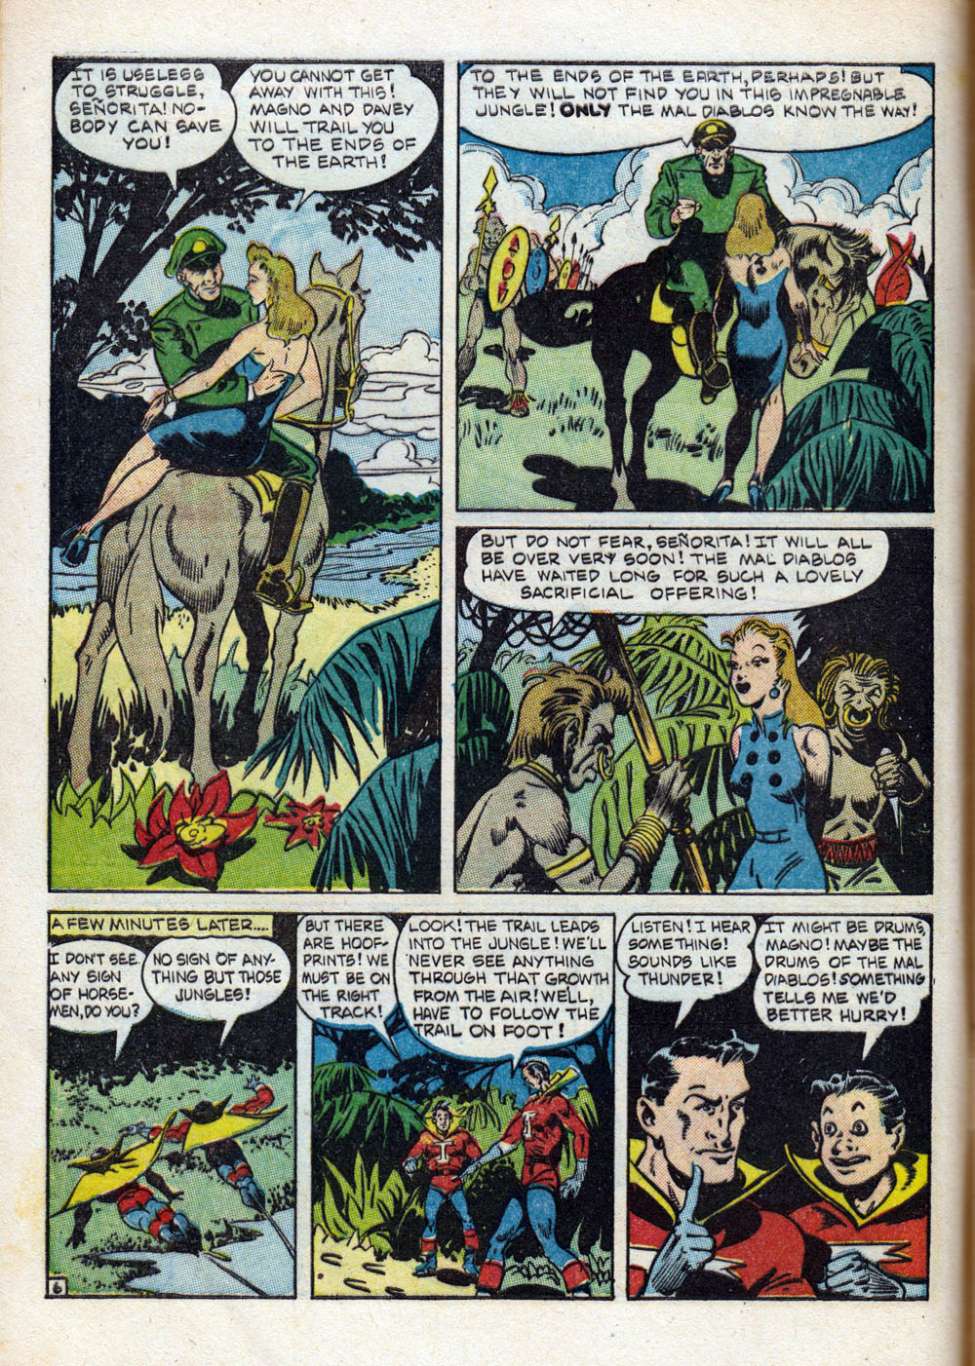 IT IS USELESS
TO STRUGGLE,
SEÑORITA! NO-
BODY CAN SAVE
YOU!
YOU CANNOT GET
AWAY WITH THIS!
MAGNO AND DAVEY
WILL TRAIL YOU
TO THE ENDS OF
THE EARTH!
TO THE ENDS OF THE EARTH, PERHAPS! BUT
THEY WILL NOT FIND YOU IN THIS IMPREGNABLE
JUNGLE! ONLY THE MAL DIABLOS KNOW THE WAY!
BUT DO NOT FEAR, SEÑORITA! IT WILL ALL
BE OVER VERY SOON! THE MAL DIABLOS
HAVE WAITED LONG FOR SUCH A LOVELY
SACRIFICIAL OFFERING!
A FEW MINUTES LATER....
I DON'T SEE
ANY SIGN
OF HORSE-
MEN, DO YOU?
NO SIGN OF ANY-
THING BUT THOSE
JUNGLES!
BUT THERE
ARE HOOF-
PRINTS! WE
MUST BE ON
THE RIGHT
TRACK!
LOOK! THE TRAIL LEADS
INTO THE JUNGLE! WE'LL
NEVER SEE ANYTHING
THROUGH THAT GROWTH
FROM THE AIR! WE'LL,
HAVE TO FOLLOW THE
TRAIL ON FOOT!
I
I
LISTEN! I HEAR
SOMETHING!
SOUNDS LIKE
THUNDER!
IT MIGHT BE DRUMS,
MAGNO! MAYBE THE
DRUMS OF THE MAL
DIABLOS! SOMETHING
TELLS ME WE'D
BETTER HURRY!
6